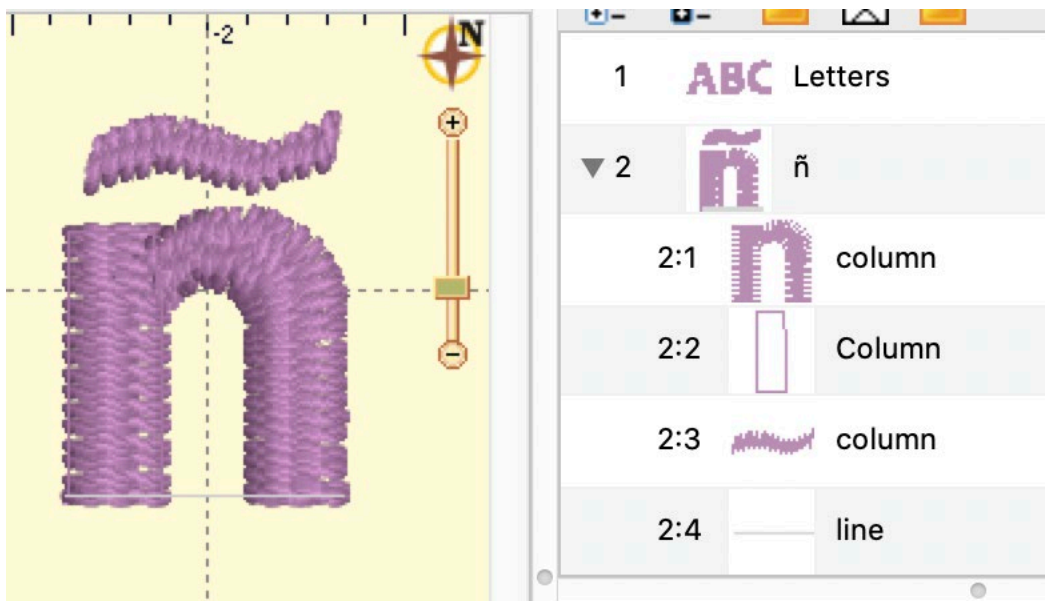 -2
N
1 ABC Letters
2 ñ ñ
2:1 column
2:2 Column
2:3 column
2:4 line